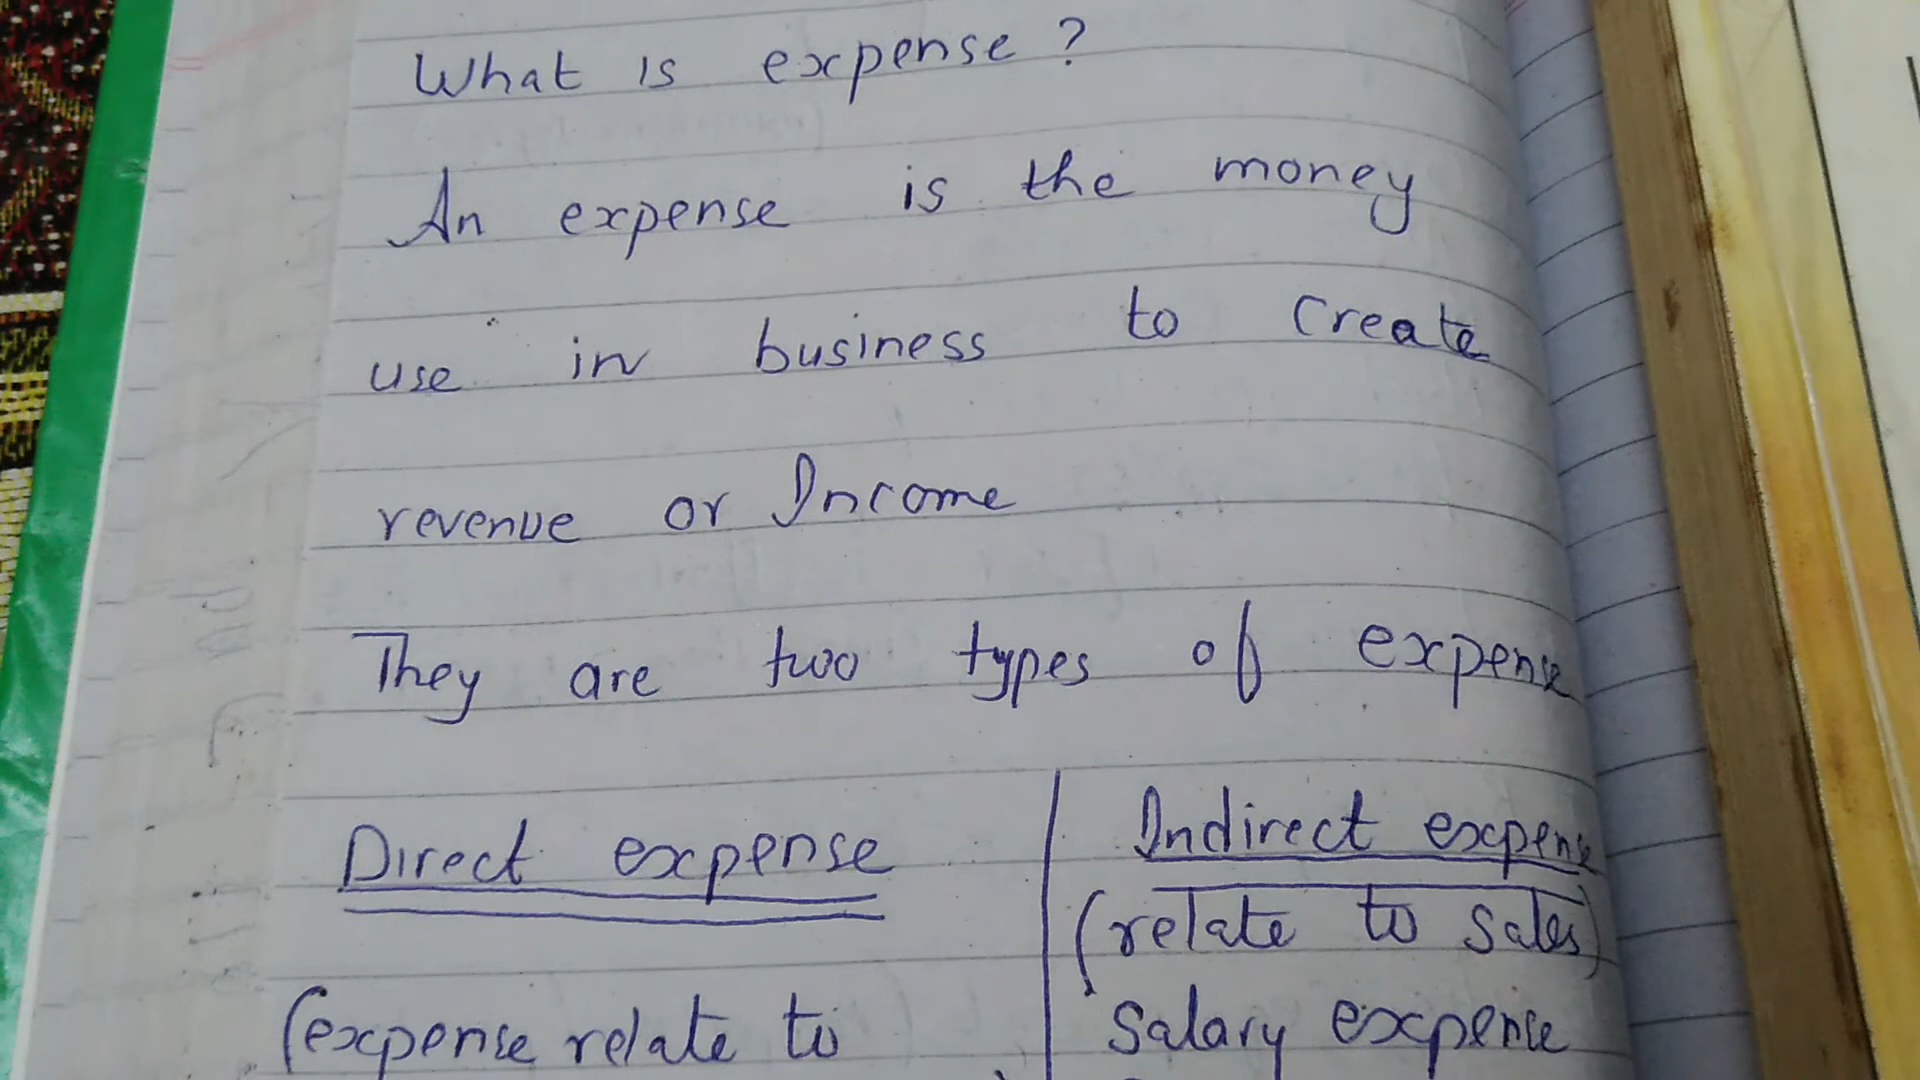 What is expense?
An expense is the money
use in business to Create
revenue or Income
They are two types of expense
Direct expense
(expense relate to
Indirect expense
(relate to sales)
Salary expense